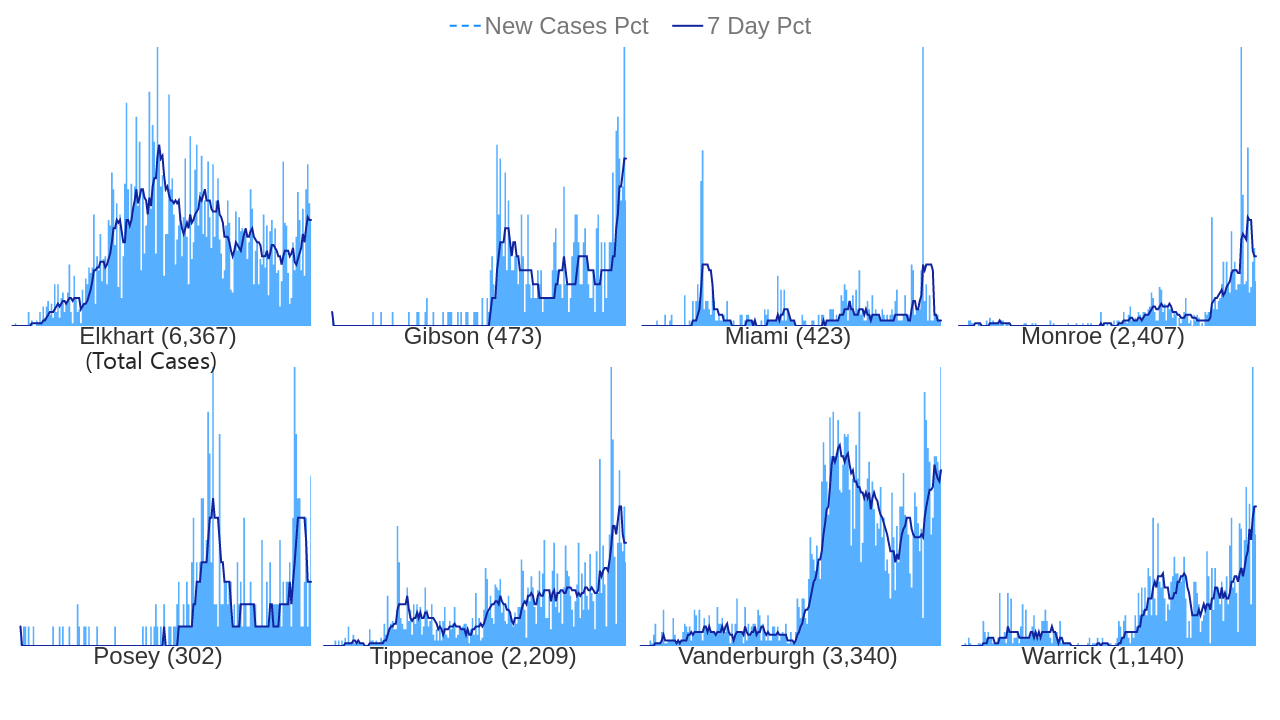 New Cases Pct 7 Day Pct
Elkhart (6,367) Gibson (473) Miami (423) Monroe (2,407)
(Total Cases)
Posey (302) Tippecanoe (2,209) Vanderburgh (3,340) Warrick (1,140)